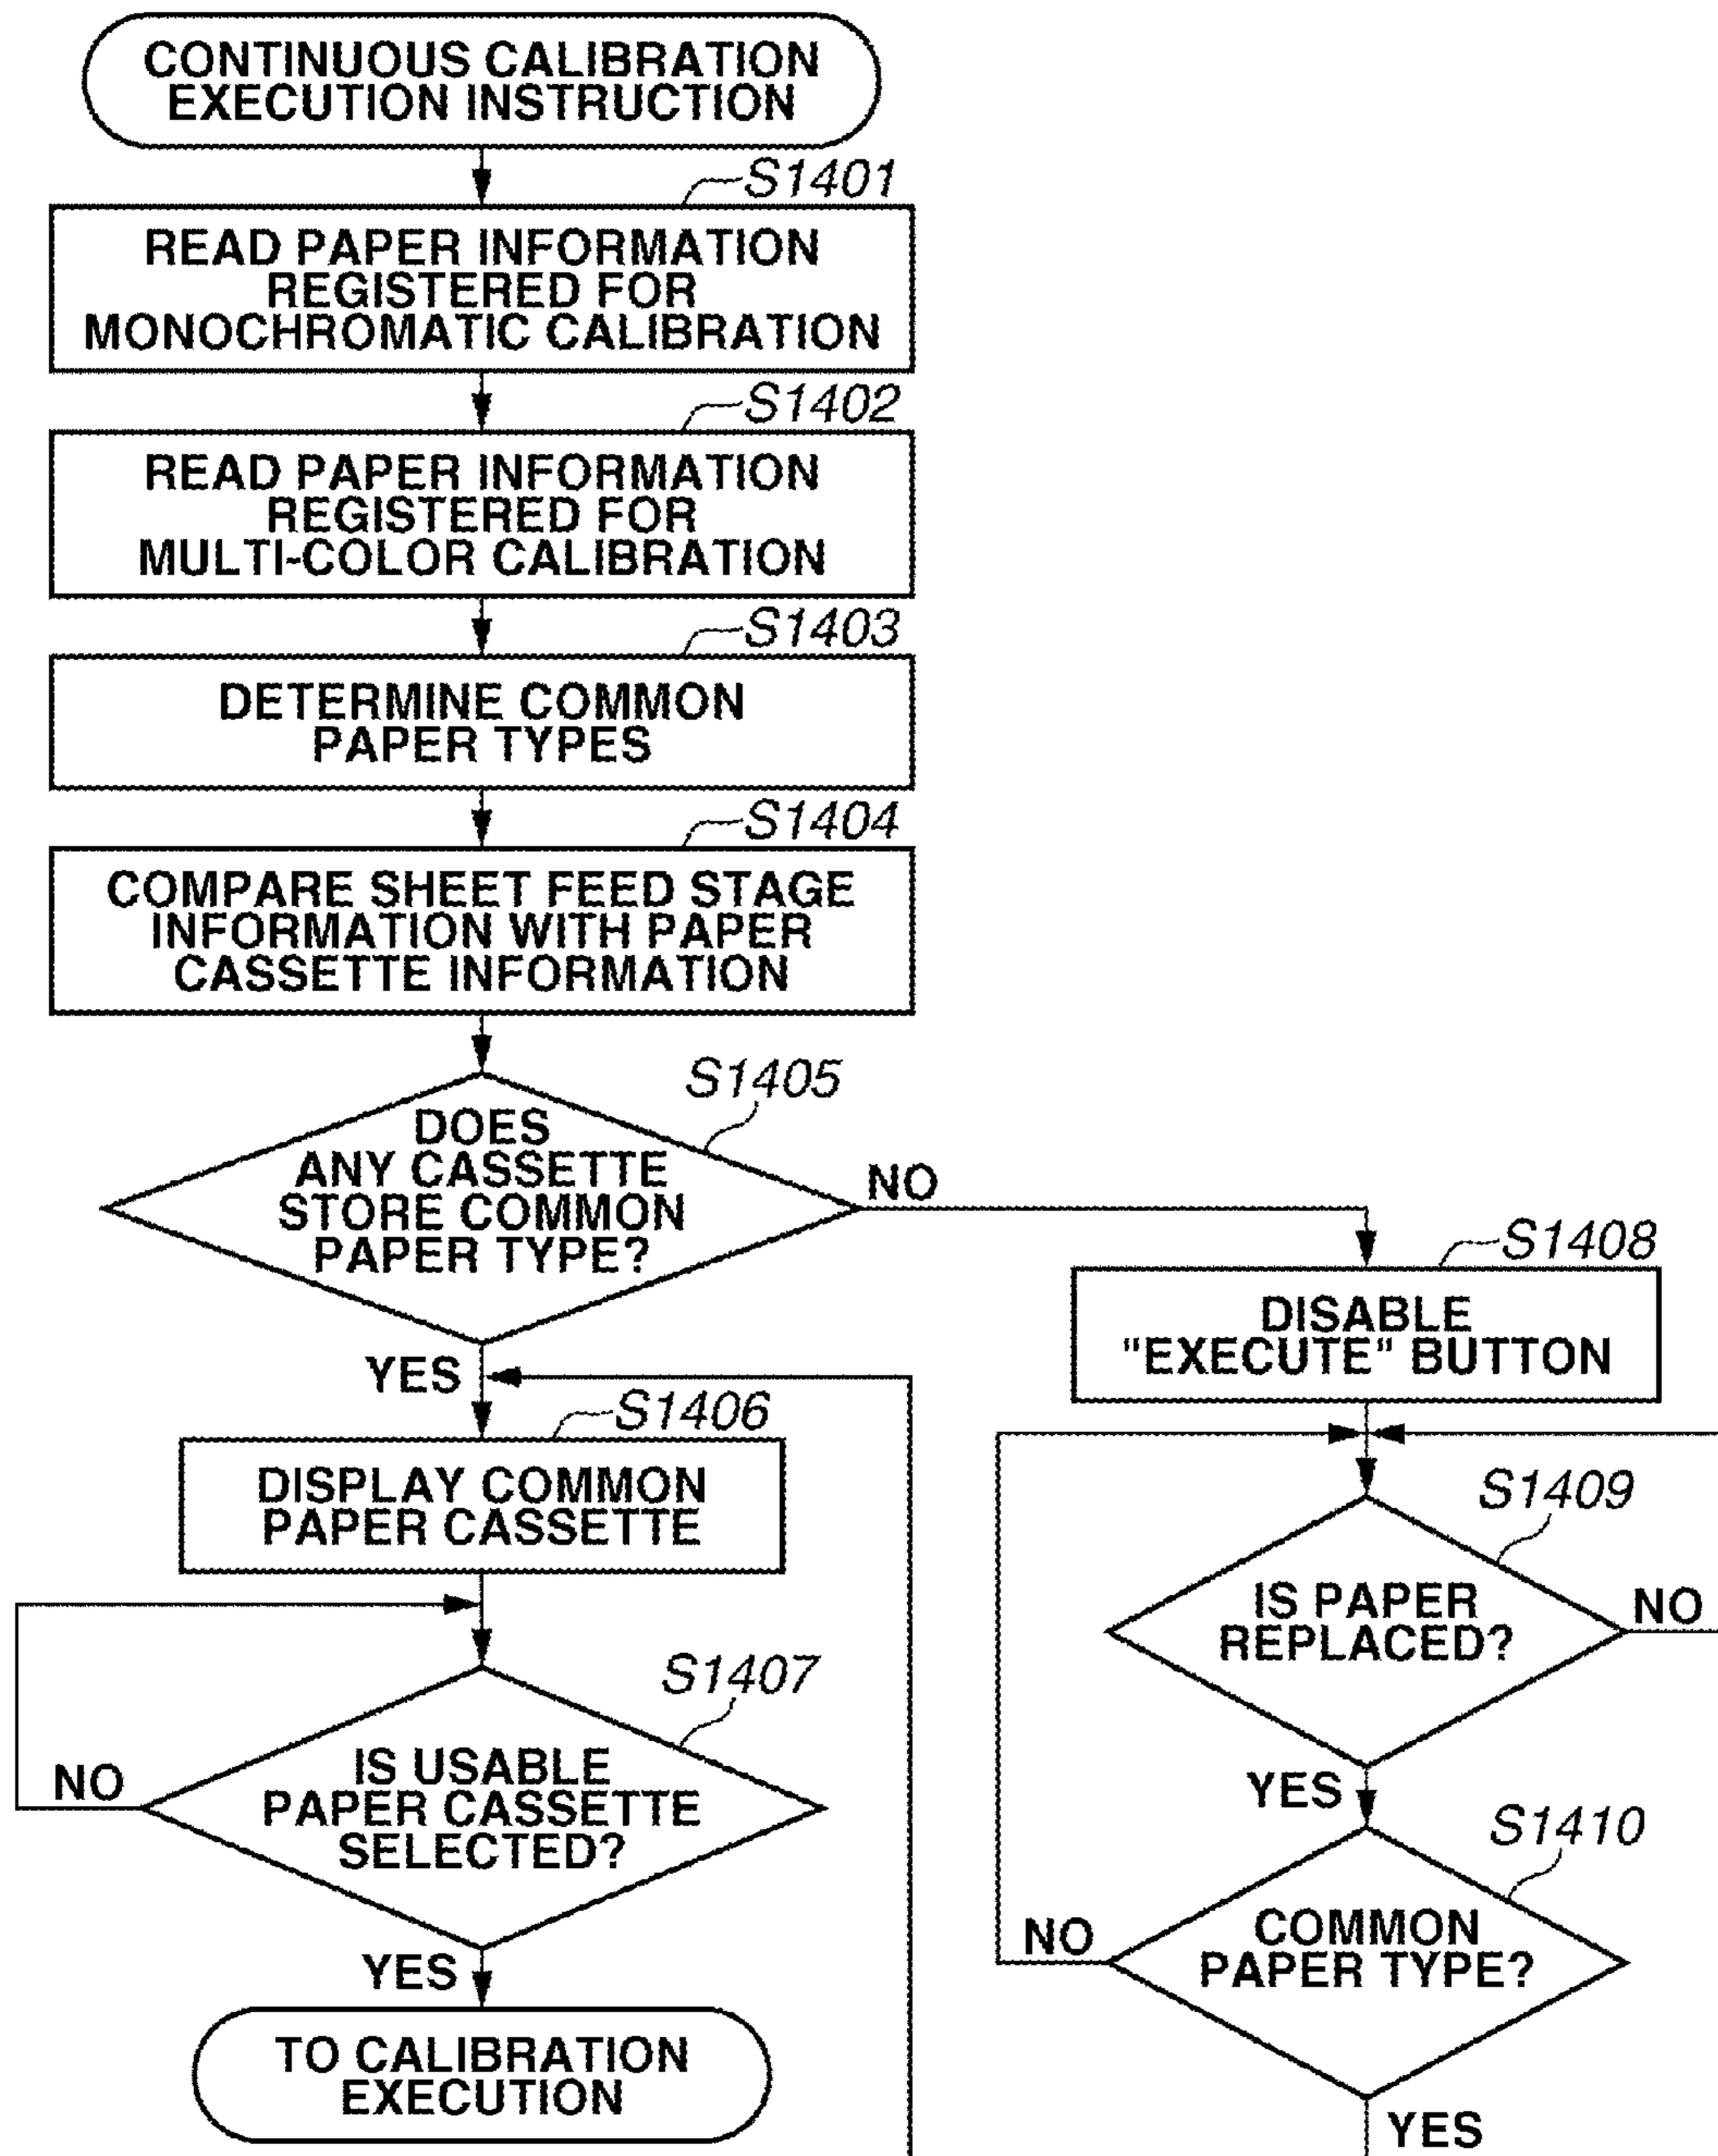 CONTINUOUS CALIBRATION
EXECUTION INSTRUCTION
S1401
READ PAPER INFORMATION
REGISTERED FOR
MONOCHROMATIC CALIBRATION
S1402
READ PAPER INFORMATION
REGISTERED FOR
MULTI-COLOR CALIBRATION
S1403
DETERMINE COMMON
PAPER TYPES
S1404
COMPARE SHEET FEED STAGE
INFORMATION WITH PAPER
CASSETTE INFORMATION
S1405
DOES
ANY CASSETTE
STORE COMMON
PAPER TYPE?
NO
YES
S1406
DISPLAY COMMON
PAPER CASSETTE
S1407
IS USABLE
PAPER CASSETTE
SELECTED?
NO
YES
TO CALIBRATION
EXECUTION
S1408
DISABLE
"EXECUTE" BUTTON
S1409
IS PAPER
REPLACED?
NO
YES
S1410
COMMON
PAPER TYPE?
NO
YES